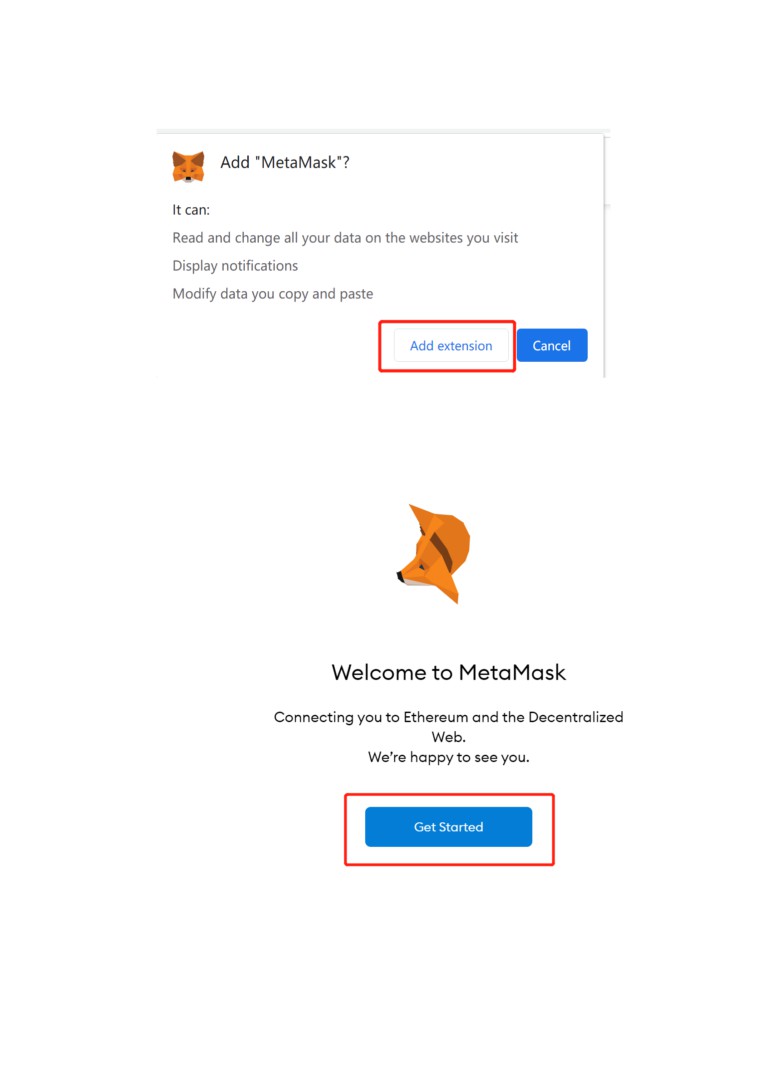 Add "MetaMask"?
It can:
Read and change all your data on the websites you visit
Display notifications
Modify data you copy and paste
Add extension
Cancel
Welcome to MetaMask
Connecting you to Ethereum and the Decentralized
Web.
We're happy to see you.
Get Started